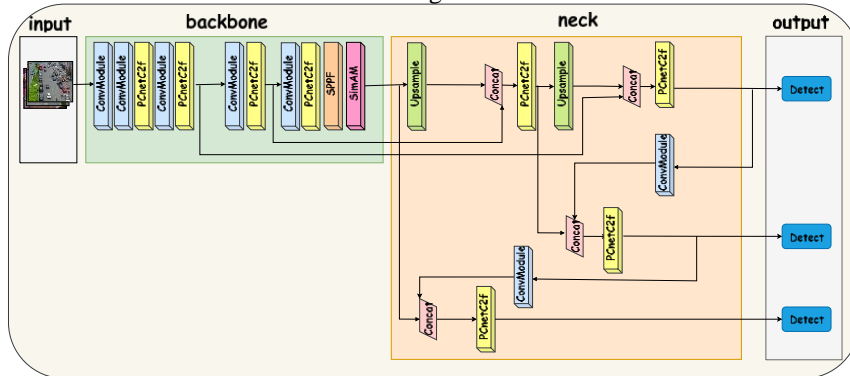 input
backbone
neck
output
ConvModule
ConvModule
PCnetC2f
ConvModule
PCnetC2f
ConvModule
PCnetC2f
ConvModule
PCnetC2f
SPPF
SimAM
Upsample
Concat
PCnetC2f
Upsample
Concat
PCnetC2f
Detect
ConvModule
Concat
PCnetC2f
Detect
ConvModule
Concat
PCnetC2f
Detect